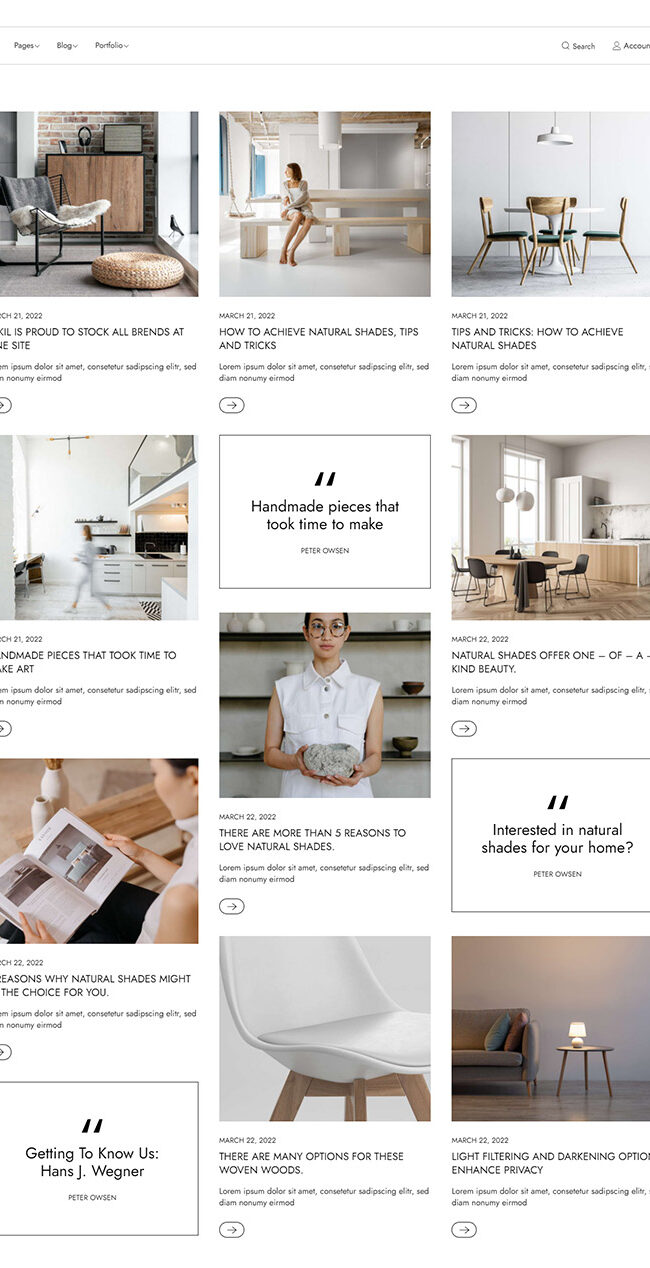 Pages
Blog
Portfolio
Search
Accoun
RCH 21, 2022
KIL IS PROUD TO STOCK ALL BRENDS AT
NE SITE
em ipsum dolor sit amet, consetetur sadipscing elitr, sed
m nonumy eirmod
RCH 21, 2022
ANDMADE PIECES THAT TOOK TIME TO
AKE ART
em ipsum dolor sit amet, consetetur sadipscing elitr, sed
m nonumy eirmod
RCH 22, 2022
REASONS WHY NATURAL SHADES MIGHT
THE CHOICE FOR YOU.
em ipsum dolor sit amet, consetetur sadipscing elitr, sed
m nonumy eirmod
“
Getting To Know Us:
Hans J. Wegner
PETER OWSEN
MARCH 21, 2022
HOW TO ACHIEVE NATURAL SHADES, TIPS
AND TRICKS
Lorem ipsum dolor sit amet, consetetur sadipscing elitr, sed
diam nonumy eirmod
“
Handmade pieces that
took time to make
PETER OWSEN
MARCH 22, 2022
THERE ARE MORE THAN 5 REASONS TO
LOVE NATURAL SHADES.
Lorem ipsum dolor sit amet, consetetur sadipscing elitr, sed
diam nonumy eirmod
MARCH 22, 2022
THERE ARE MANY OPTIONS FOR THESE
WOVEN WOODS.
Lorem ipsum dolor sit amet, consetetur sadipscing elitr, sed
diam nonumy eirmod
MARCH 21, 2022
TIPS AND TRICKS: HOW TO ACHIEVE
NATURAL SHADES
Lorem ipsum dolor sit amet, consetetur sadipscing elitr, s
diam nonumy eirmod
MARCH 22, 2022
NATURAL SHADES OFFER ONE – OF – A –
KIND BEAUTY.
Lorem ipsum dolor sit amet, consetetur sadipscing elitr, s
diam nonumy eirmod
“
Interested in natural
shades for your home?
PETER OWSEN
MARCH 22, 2022
LIGHT FILTERING AND DARKENING OPTION
ENHANCE PRIVACY
Lorem ipsum dolor sit amet, consetetur sadipscing elitr, s
diam nonumy eirmod